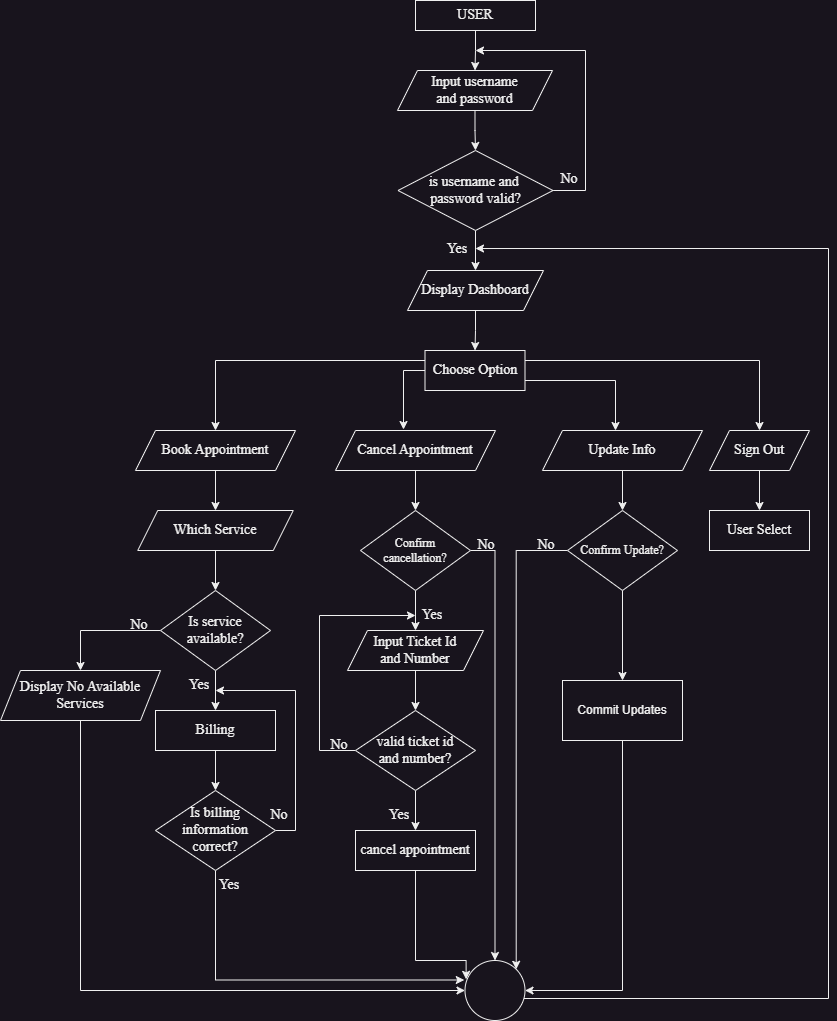 USER
Input username
and password
is username and
password valid?
No
Yes
Display Dashboard
Choose Option
Book Appointment
Cancel Appointment
Update Info
Sign Out
Which Service
Confirm
cancellation?
No
No
Confirm Update?
User Select
Is service
available?
No
Yes
Input Ticket Id
and Number
Display No Available
Services
Yes
Billing
Commit Updates
No
valid ticket id
and number?
Is billing
information
correct?
No
Yes
cancel appointment
Yes